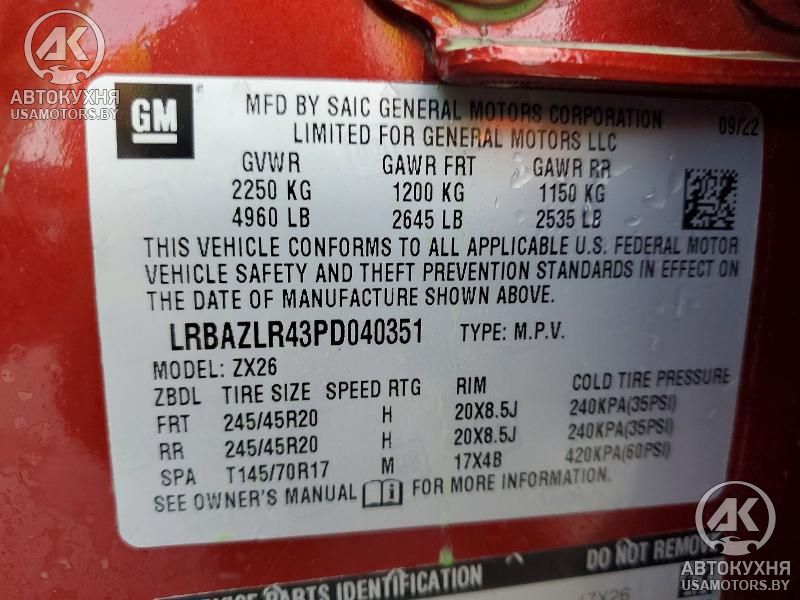 AK
АВТОКУХНЯ
USAMOTORS.BY
GM
MFD BY SAIC GENERAL MOTORS CORPORATION
LIMITED FOR GENERAL MOTORS LLC
09/22
GVWR GAWR FRT GAWR RR
2250 KG 1200 KG 1150 KG
4960 LB 2645 LB 2535 LB
THIS VEHICLE CONFORMS TO ALL APPLICABLE U.S. FEDERAL MOTOR
VEHICLE SAFETY AND THEFT PREVENTION STANDARDS IN EFFECT ON
THE DATE OF MANUFACTURE SHOWN ABOVE.
LRBAZLR43PD040351 TYPE: M.P.V.
MODEL: ZX26
ZBDL TIRE SIZE SPEED RTG RIM COLD TIRE PRESSURE
FRT 245/45R20 H 20X8.5J 240KPA(35PSI)
RR 245/45R20 H 20X8.5J 240KPA(35PSI)
SPA T145/70R17 M 17X4B 420KPA(60PSI)
SEE OWNER'S MANUAL FOR MORE INFORMATION.
DO NOT REMOVE
PARTS IDENTIFICATION
ZX26
AK
АВТОКУХНЯ
USAMOTORS.BY